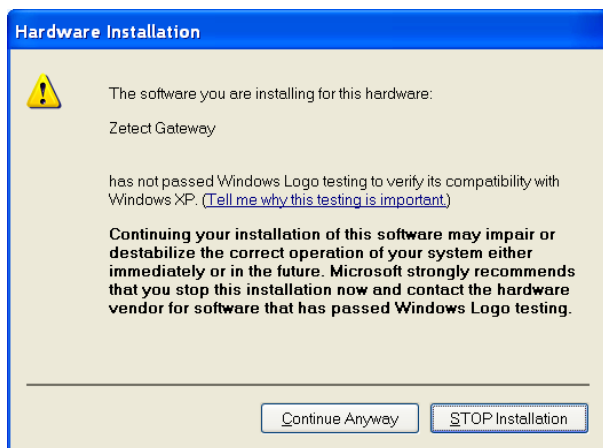 Hardware Installation
The software you are installing for this hardware:
Zetect Gateway
has not passed Windows Logo testing to verify its compatibility with
Windows XP. (Tell me why this testing is important.)
Continuing your installation of this software may impair or
destabilize the correct operation of your system either
immediately or in the future. Microsoft strongly recommends
that you stop this installation now and contact the hardware
vendor for software that has passed Windows Logo testing.
Continue Anyway
STOP Installation